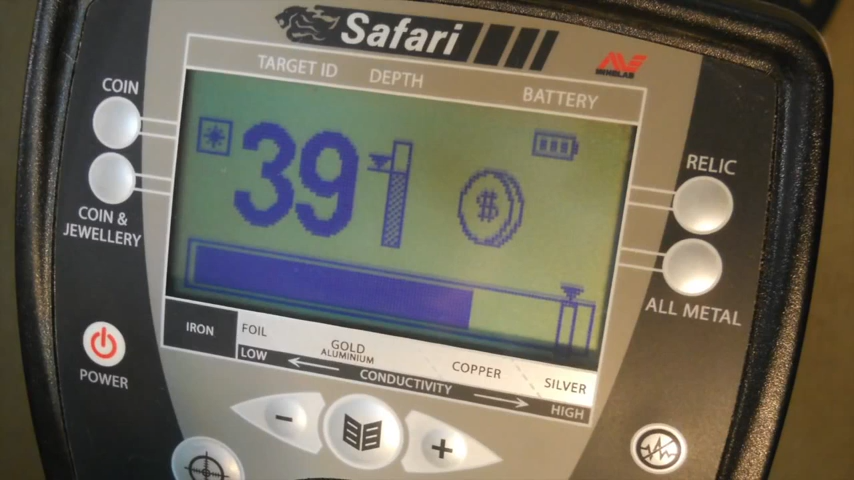 Safari
MINELAB
TARGET ID DEPTH BATTERY
COIN
COIN &
JEWELLERY
RELIC
ALL METAL
39
$
IRON
FOIL
GOLD
ALUMINIUM
COPPER
SILVER
LOW
CONDUCTIVITY
HIGH
POWER
-
+